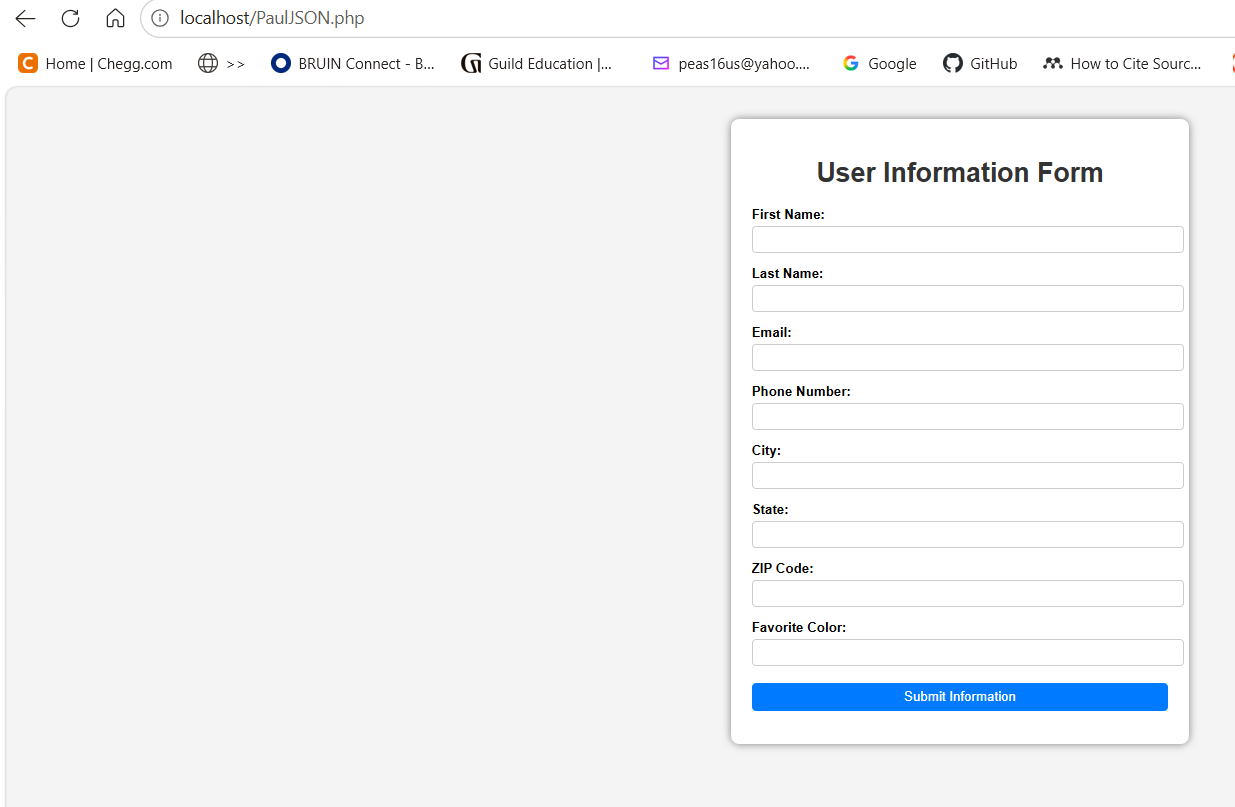 localhost/PaulJSON.php
Home | Chegg.com >> BRUIN Connect - B... Guild Education |... peas16us@yahoo.... Google GitHub How to Cite Sourc...
User Information Form
First Name:
Last Name:
Email:
Phone Number:
City:
State:
ZIP Code:
Favorite Color:
Submit Information